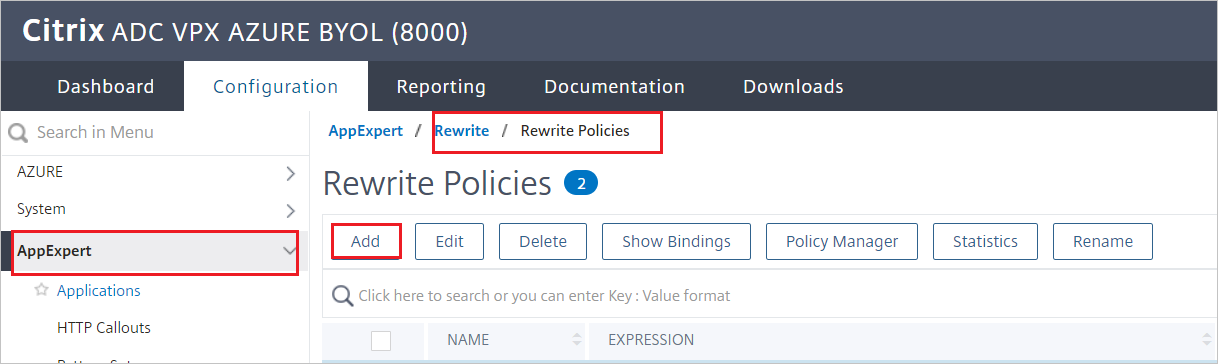 Citrix ADC VPX AZURE BYOL (8000)
Dashboard Configuration Reporting Documentation Downloads
Search in Menu
AZURE
System
AppExpert
Applications
HTTP Callouts
AppExpert / Rewrite / Rewrite Policies
Rewrite Policies 2
Add Edit Delete Show Bindings Policy Manager Statistics Rename
Click here to search or you can enter Key : Value format
NAME EXPRESSION